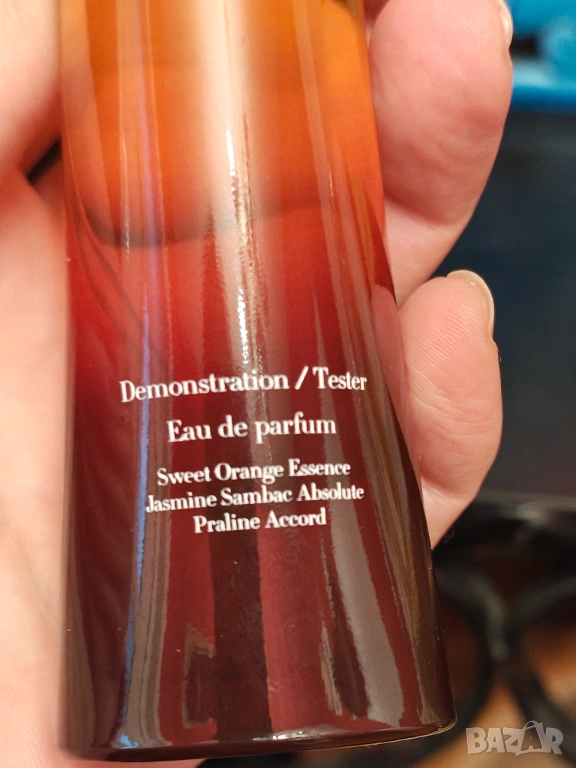 Demonstration / Tester
Eau de parfum
Sweet Orange Essence
Jasmine Sambac Absolute
Praline Accord
BAZAR